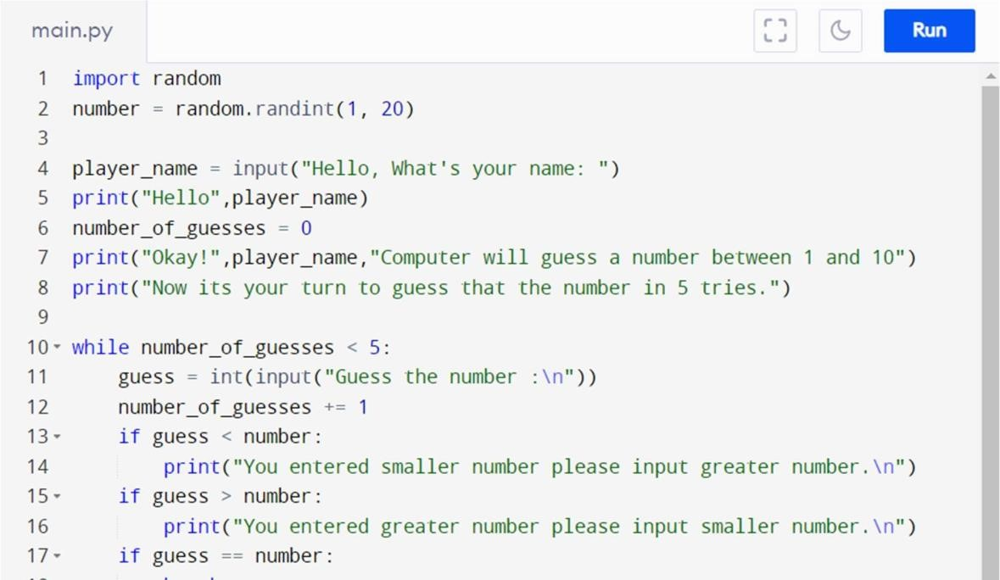 main.py
Run
1 import random
2 number = random.randint(1, 20)
3
4 player_name = input("Hello, What's your name: ")
5 print("Hello",player_name)
6 number_of_guesses = 0
7 print("Okay!",player_name,"Computer will guess a number between 1 and 10")
8 print("Now its your turn to guess that the number in 5 tries.")
9
10 while number_of_guesses < 5:
11     guess = int(input("Guess the number :\n"))
12     number_of_guesses += 1
13     if guess < number:
14         print("You entered smaller number please input greater number.\n")
15     if guess > number:
16         print("You entered greater number please input smaller number.\n")
17     if guess == number: